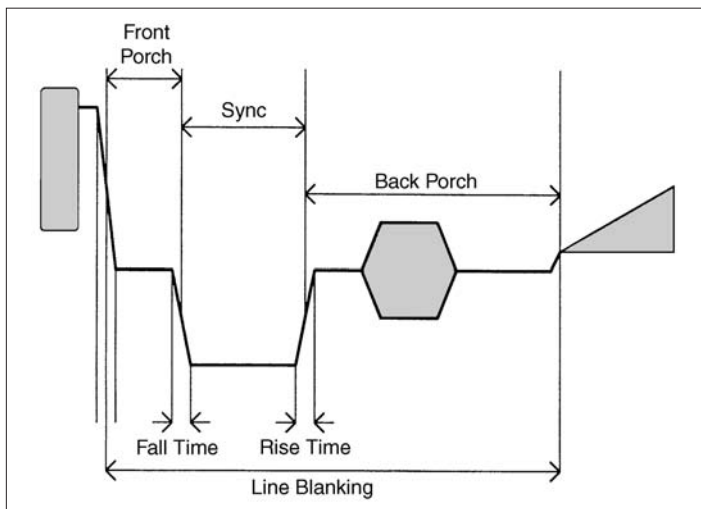 Front
Porch
Sync
Back Porch
Fall Time
Rise Time
Line Blanking